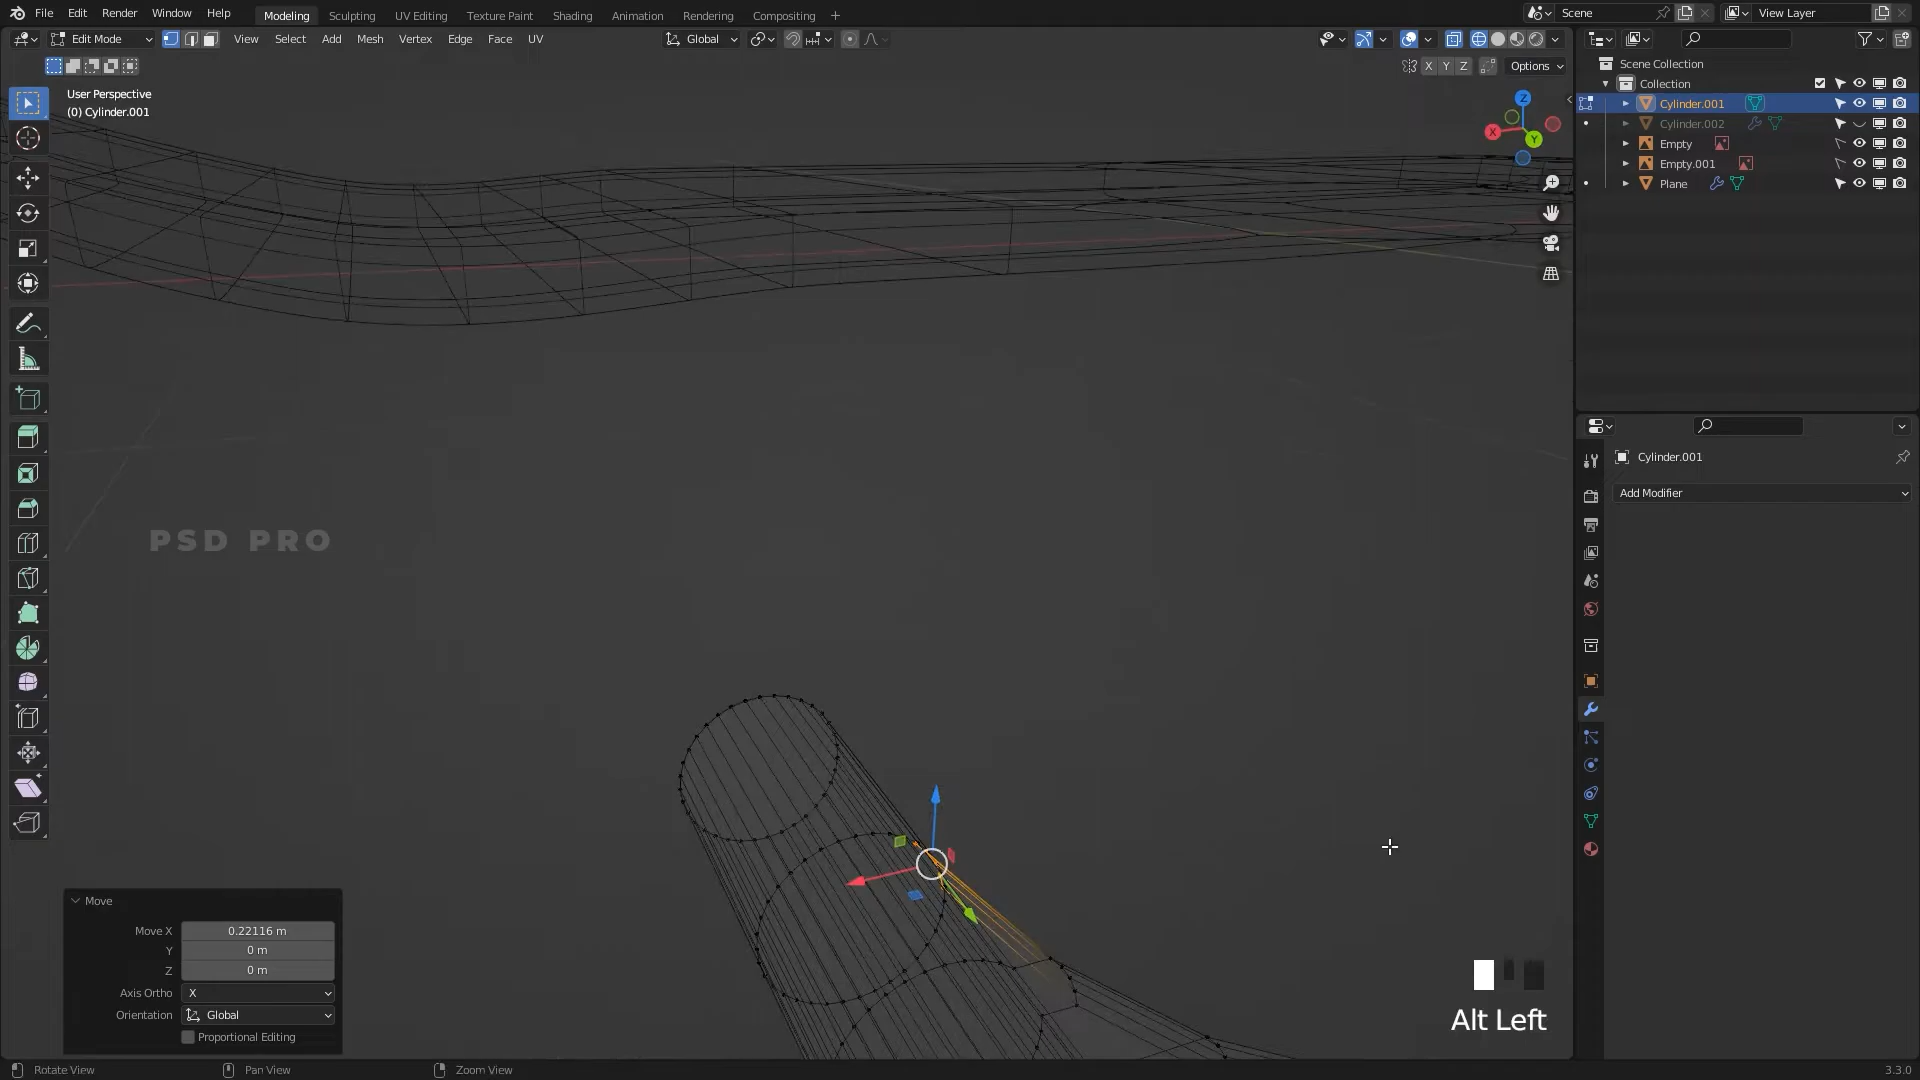 File Edit Render Window Help
Modeling Sculpting UV Editing Texture Paint Shading Animation Rendering Compositing +
Scene View Layer
Edit Mode View Select Add Mesh Vertex Edge Face UV
Global
X Y Z Options
User Perspective
(0) Cylinder.001
Z
X
Y
Scene Collection
Collection
Cylinder.001
Cylinder.002
Empty
Empty.001
Plane
Cylinder.001
Add Modifier
PSD PRO
Move
Move X 0.22116 m
Y 0 m
Z 0 m
Axis Ortho X
Orientation Global
Proportional Editing
Alt Left
Rotate View Pan View Zoom View 3.3.0